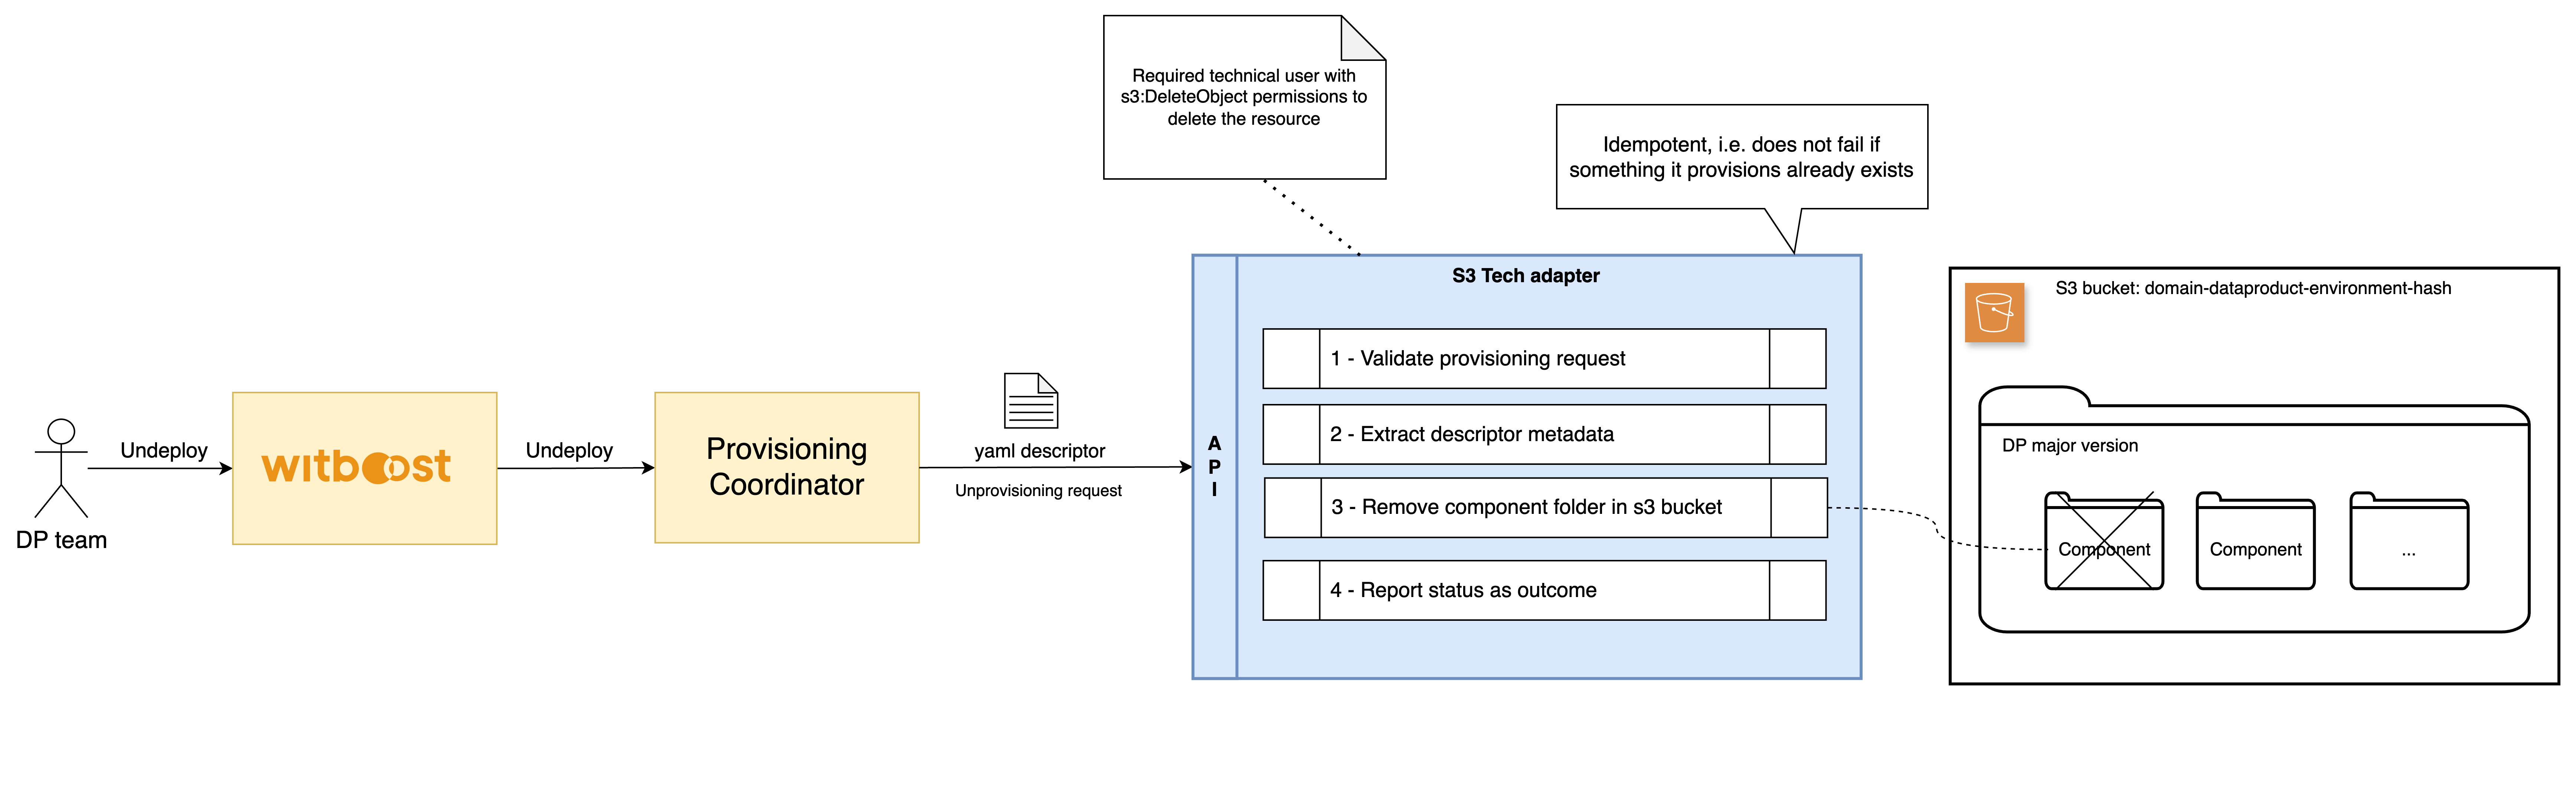 Required technical user with
s3:DeleteObject permissions to
delete the resource
Idempotent, i.e. does not fail if
something it provisions already exists
DP team
Undeploy
witboost
Undeploy
Provisioning
Coordinator
yaml descriptor
Unprovisioning request
A
P
I
S3 Tech adapter
1 - Validate provisioning request
2 - Extract descriptor metadata
3 - Remove component folder in s3 bucket
4 - Report status as outcome
S3 bucket: domain-dataproduct-environment-hash
DP major version
Component
Component
...